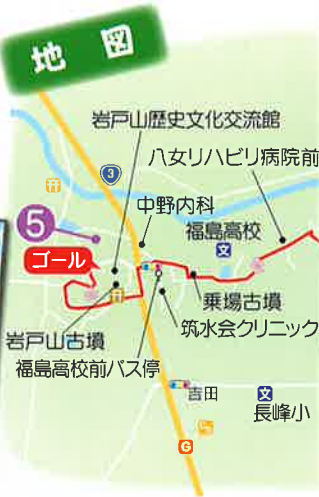 地図
岩戸山歴史文化交流館
八女リハビリ病院前
3
中野内科
5
福島高校
文
ゴール
乗場古墳
岩戸山古墳
筑水会クリニック
福島高校前バス停
吉田
文
長峰小
G